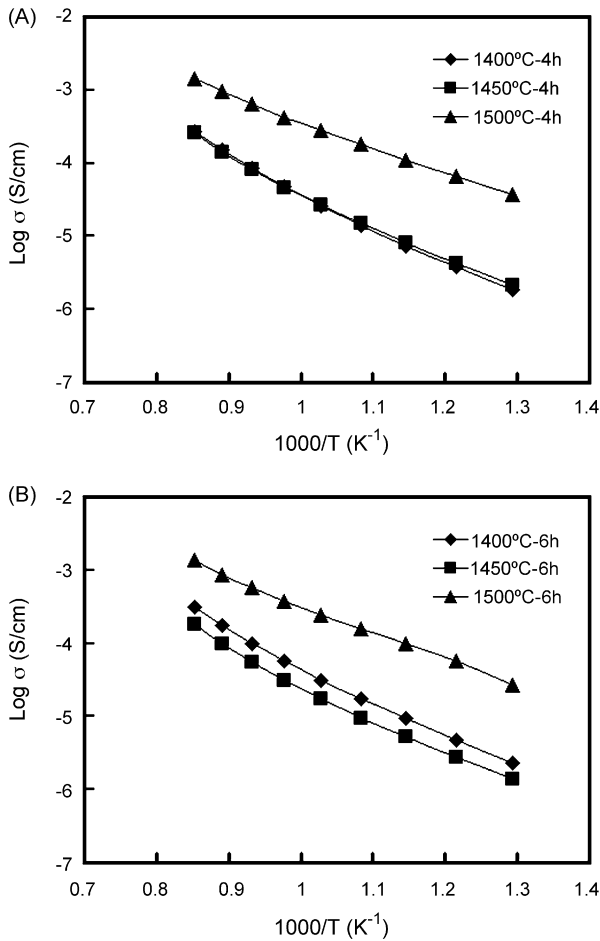 (A)
-2
-3
-4
-5
-6
-7
Log σ (S/cm)
1400ºC-4h
1450ºC-4h
1500ºC-4h
0.7 0.8 0.9 1 1.1 1.2 1.3 1.4
1000/T (K⁻¹)
(B)
-2
-3
-4
-5
-6
-7
Log σ (S/cm)
1400ºC-6h
1450ºC-6h
1500ºC-6h
0.7 0.8 0.9 1 1.1 1.2 1.3 1.4
1000/T (K⁻¹)